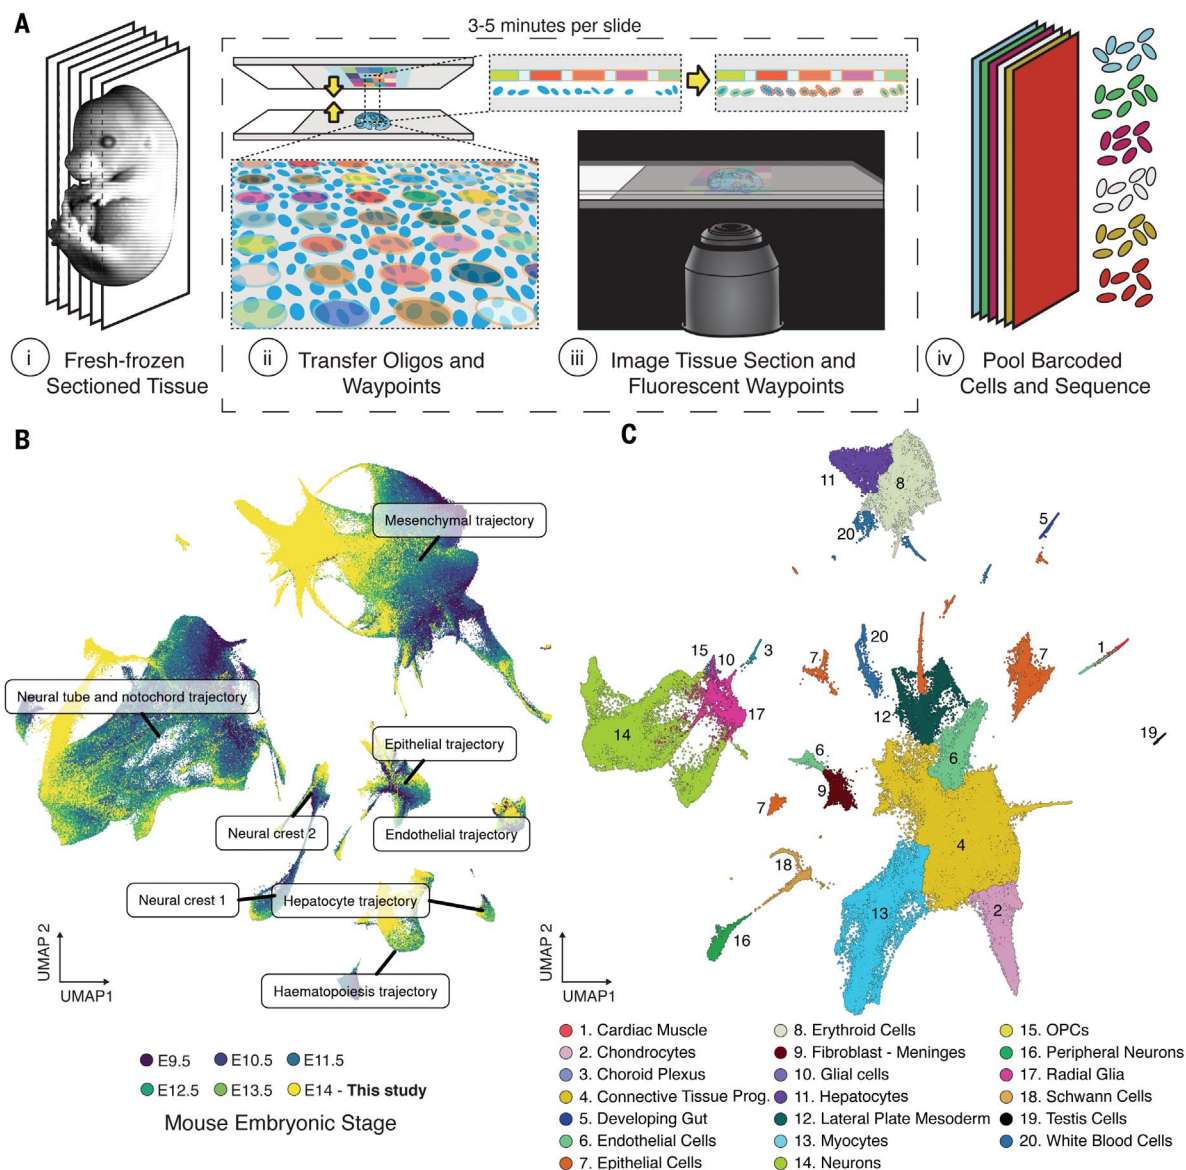 A
3-5 minutes per slide
i
Fresh-frozen
Sectioned Tissue
ii
Transfer Oligos and
Waypoints
iii
Image Tissue Section and
Fluorescent Waypoints
iv
Pool Barcoded
Cells and Sequence
B
Mesenchymal trajectory
Neural tube and notochord trajectory
Epithelial trajectory
Neural crest 2
Endothelial trajectory
Neural crest 1
Hepatocyte trajectory
Haematopoiesis trajectory
UMAP 2
UMAP1
E9.5
E10.5
E11.5
E12.5
E13.5
E14 - This study
Mouse Embryonic Stage
C
11
8
20
5
15
10
3
7
20
7
1
17
12
14
19
6
6
9
7
4
18
13
2
16
UMAP 2
UMAP1
1. Cardiac Muscle
2. Chondrocytes
3. Choroid Plexus
4. Connective Tissue Prog.
5. Developing Gut
6. Endothelial Cells
7. Epithelial Cells
8. Erythroid Cells
9. Fibroblast - Meninges
10. Glial cells
11. Hepatocytes
12. Lateral Plate Mesoderm
13. Myocytes
14. Neurons
15. OPCs
16. Peripheral Neurons
17. Radial Glia
18. Schwann Cells
19. Testis Cells
20. White Blood Cells